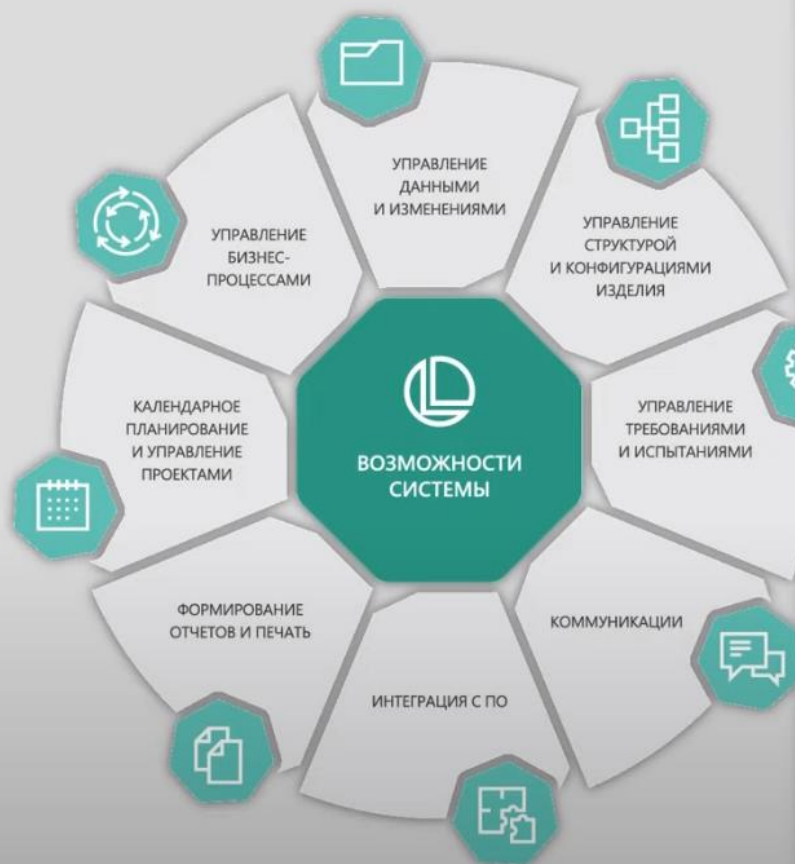 УПРАВЛЕНИЕ
ДАННЫМИ
И ИЗМЕНЕНИЯМИ
УПРАВЛЕНИЕ
СТРУКТУРОЙ
И КОНФИГУРАЦИЯМИ
ИЗДЕЛИЯ
УПРАВЛЕНИЕ
ТРЕБОВАНИЯМИ
И ИСПЫТАНИЯМИ
КОММУНИКАЦИИ
ИНТЕГРАЦИЯ С ПО
ФОРМИРОВАНИЕ
ОТЧЕТОВ И ПЕЧАТЬ
КАЛЕНДАРНОЕ
ПЛАНИРОВАНИЕ
И УПРАВЛЕНИЕ
ПРОЕКТАМИ
УПРАВЛЕНИЕ
БИЗНЕС-
ПРОЦЕССАМИ
ВОЗМОЖНОСТИ
СИСТЕМЫ